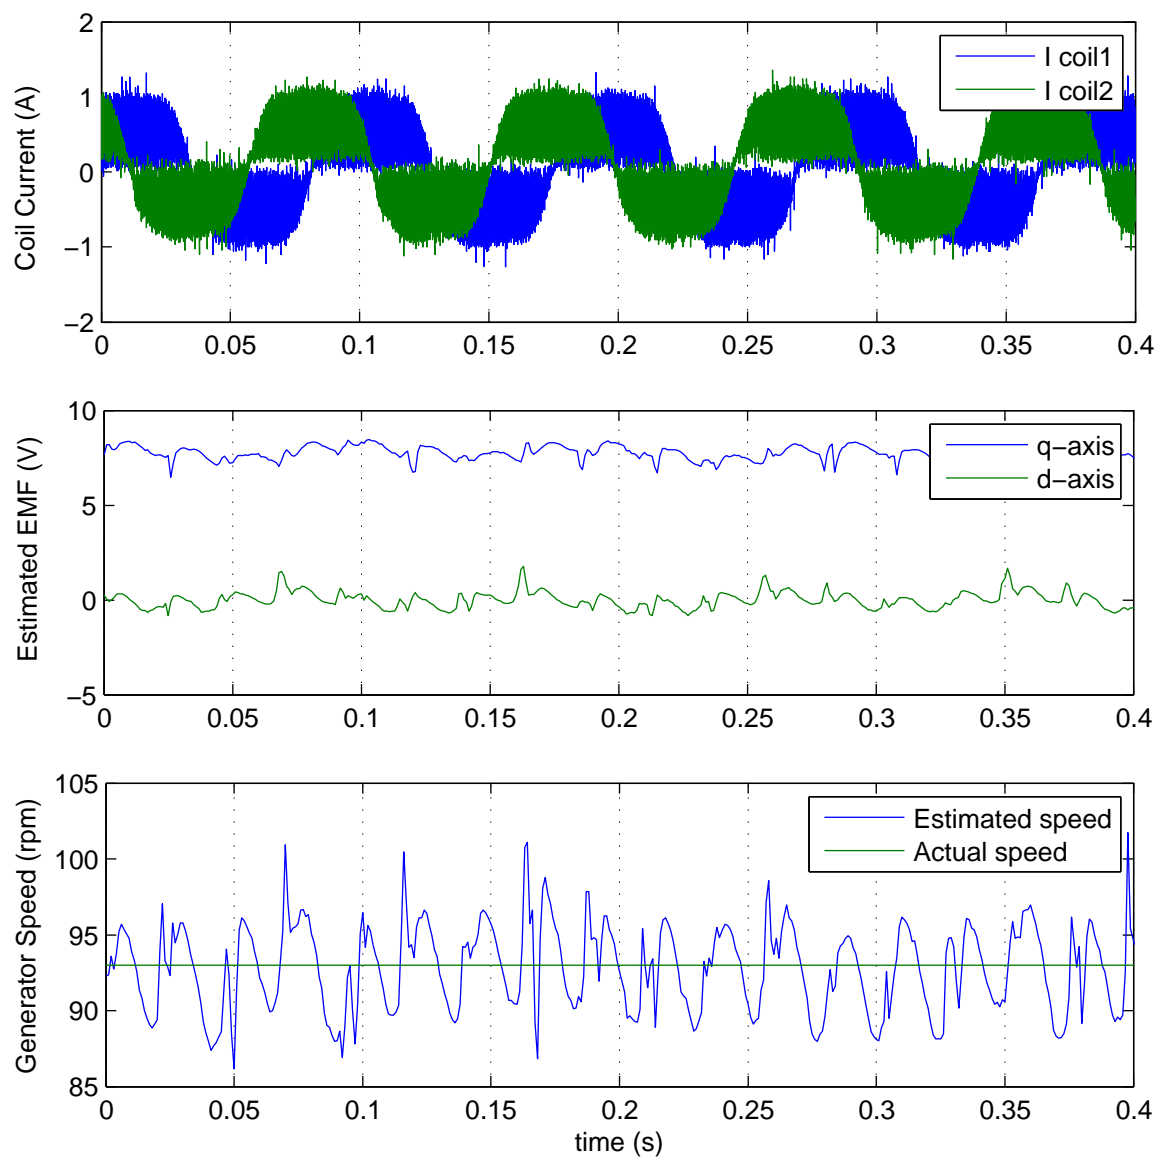 2
1
0
−1
−2
Coil Current (A)
I coil1
I coil2
0 0.05 0.1 0.15 0.2 0.25 0.3 0.35 0.4
10
5
0
−5
Estimated EMF (V)
q−axis
d−axis
0 0.05 0.1 0.15 0.2 0.25 0.3 0.35 0.4
105
100
95
90
85
Generator Speed (rpm)
Estimated speed
Actual speed
0 0.05 0.1 0.15 0.2 0.25 0.3 0.35 0.4
time (s)